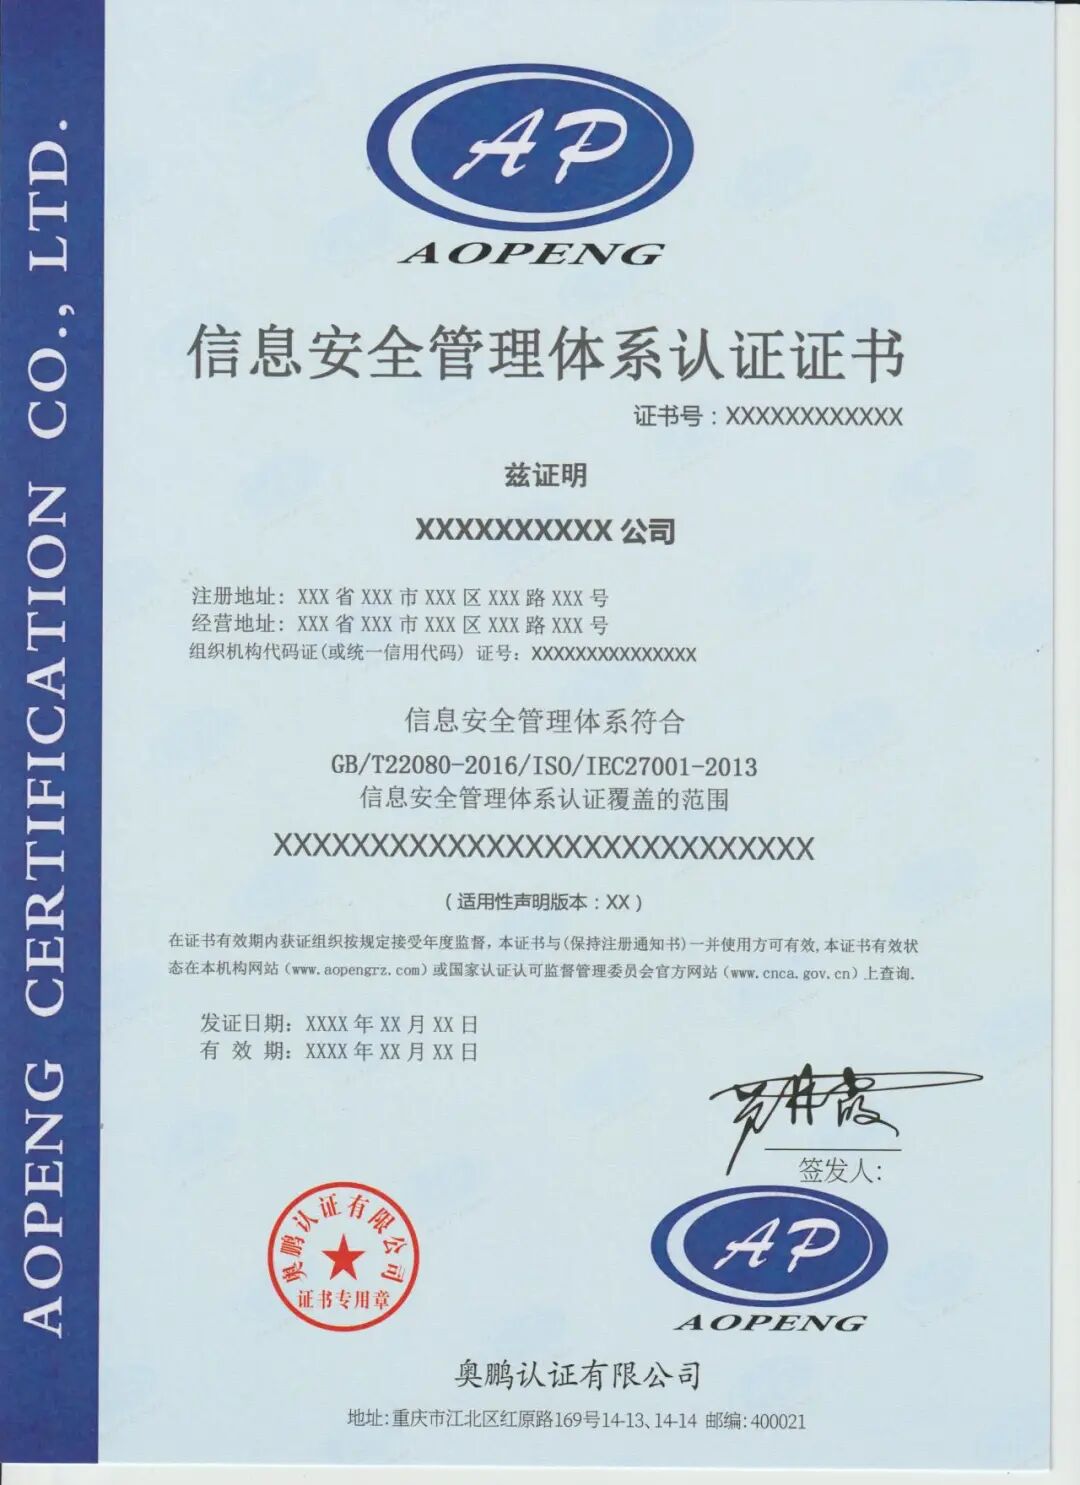 AOPENG CERTIFICATION CO., LTD.
AP
AOPENG
信息安全管理体系认证证书
证书号：XXXXXXXXXXXX
兹证明
XXXXXXXXXX 公司
注册地址: XXX 省 XXX 市 XXX 区 XXX 路 XXX 号
经营地址: XXX 省 XXX 市 XXX 区 XXX 路 XXX 号
组织机构代码证(或统一信用代码) 证号: XXXXXXXXXXXXXXX
信息安全管理体系符合
GB/T22080-2016/ISO/IEC27001-2013
信息安全管理体系认证覆盖的范围
XXXXXXXXXXXXXXXXXXXXXXXXXXXX
（适用性声明版本：XX）
在证书有效期内获证组织按规定接受年度监督, 本证书与(保持注册通知书)一并使用方可有效, 本证书有效状
态在本机构网站（www.aopengrz.com）或国家认证认可监督管理委员会官方网站（www.cnca.gov.cn）上查询.
发证日期: XXXX 年 XX 月 XX 日
有 效 期: XXXX 年 XX 月 XX 日
签发人:
奥鹏认证有限公司
证书专用章
AP
AOPENG
奥鹏认证有限公司
地址: 重庆市江北区红原路169号14-13、14-14 邮编: 400021